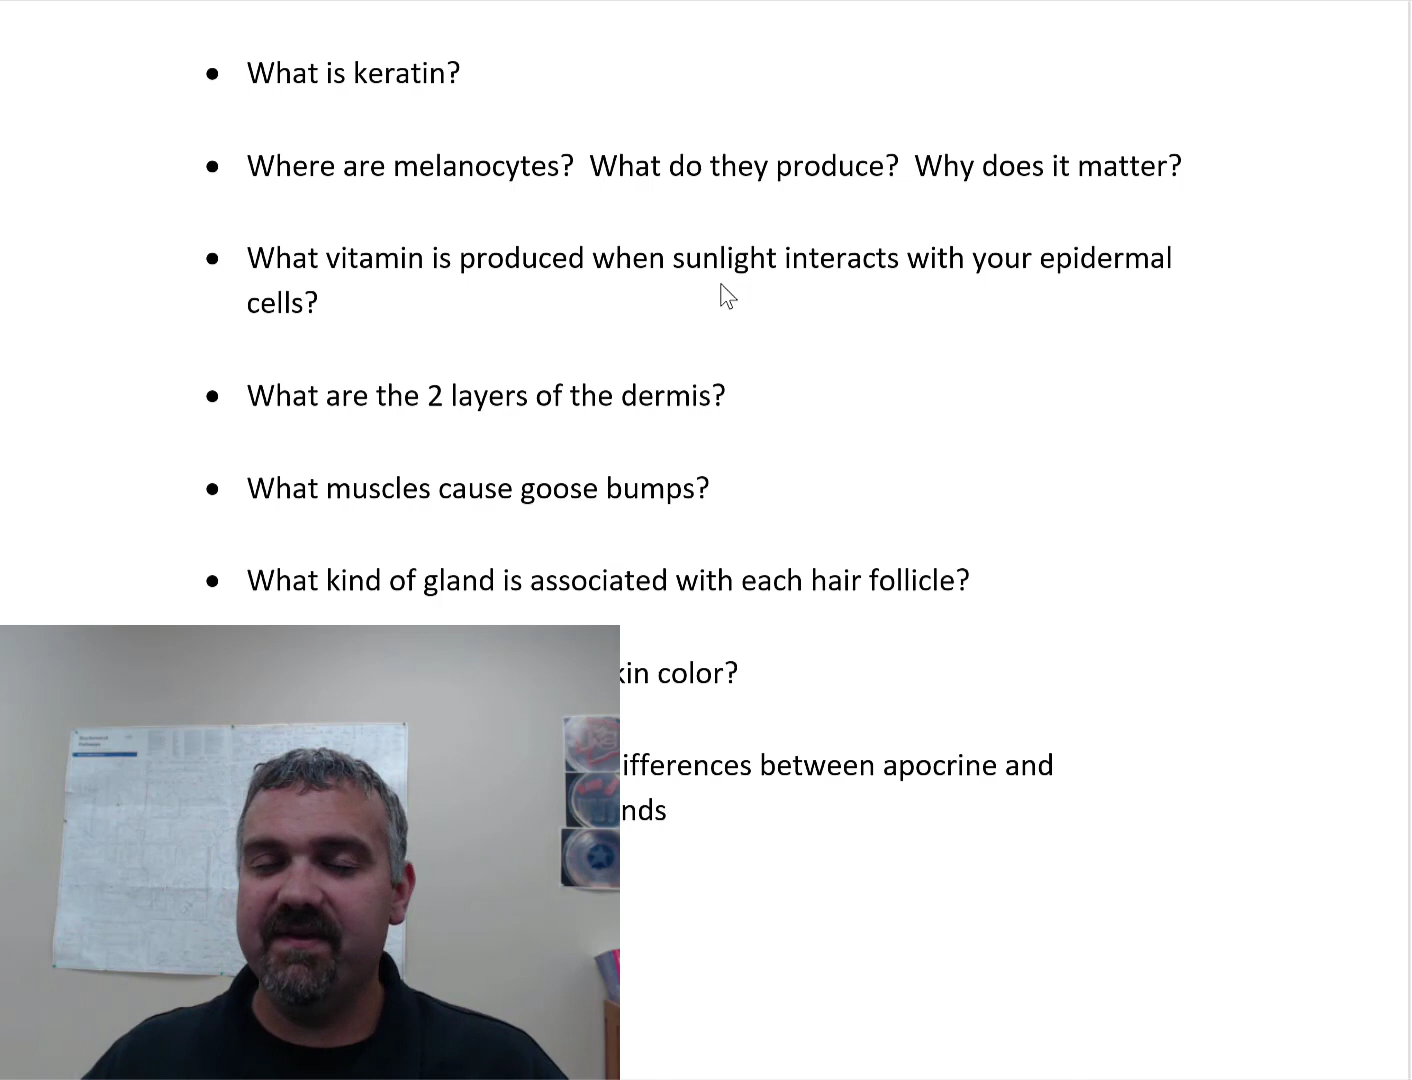 What is keratin?
Where are melanocytes?  What do they produce?  Why does it matter?
What vitamin is produced when sunlight interacts with your epidermal
cells?
What are the 2 layers of the dermis?
What muscles cause goose bumps?
What kind of gland is associated with each hair follicle?
kin color?
ifferences between apocrine and
nds
Biochemical
Pathways